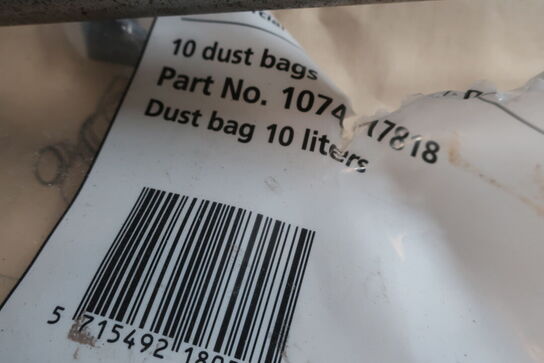 10 dust bags
Part No. 1074 17818
Dust bag 10 liters
5 715492